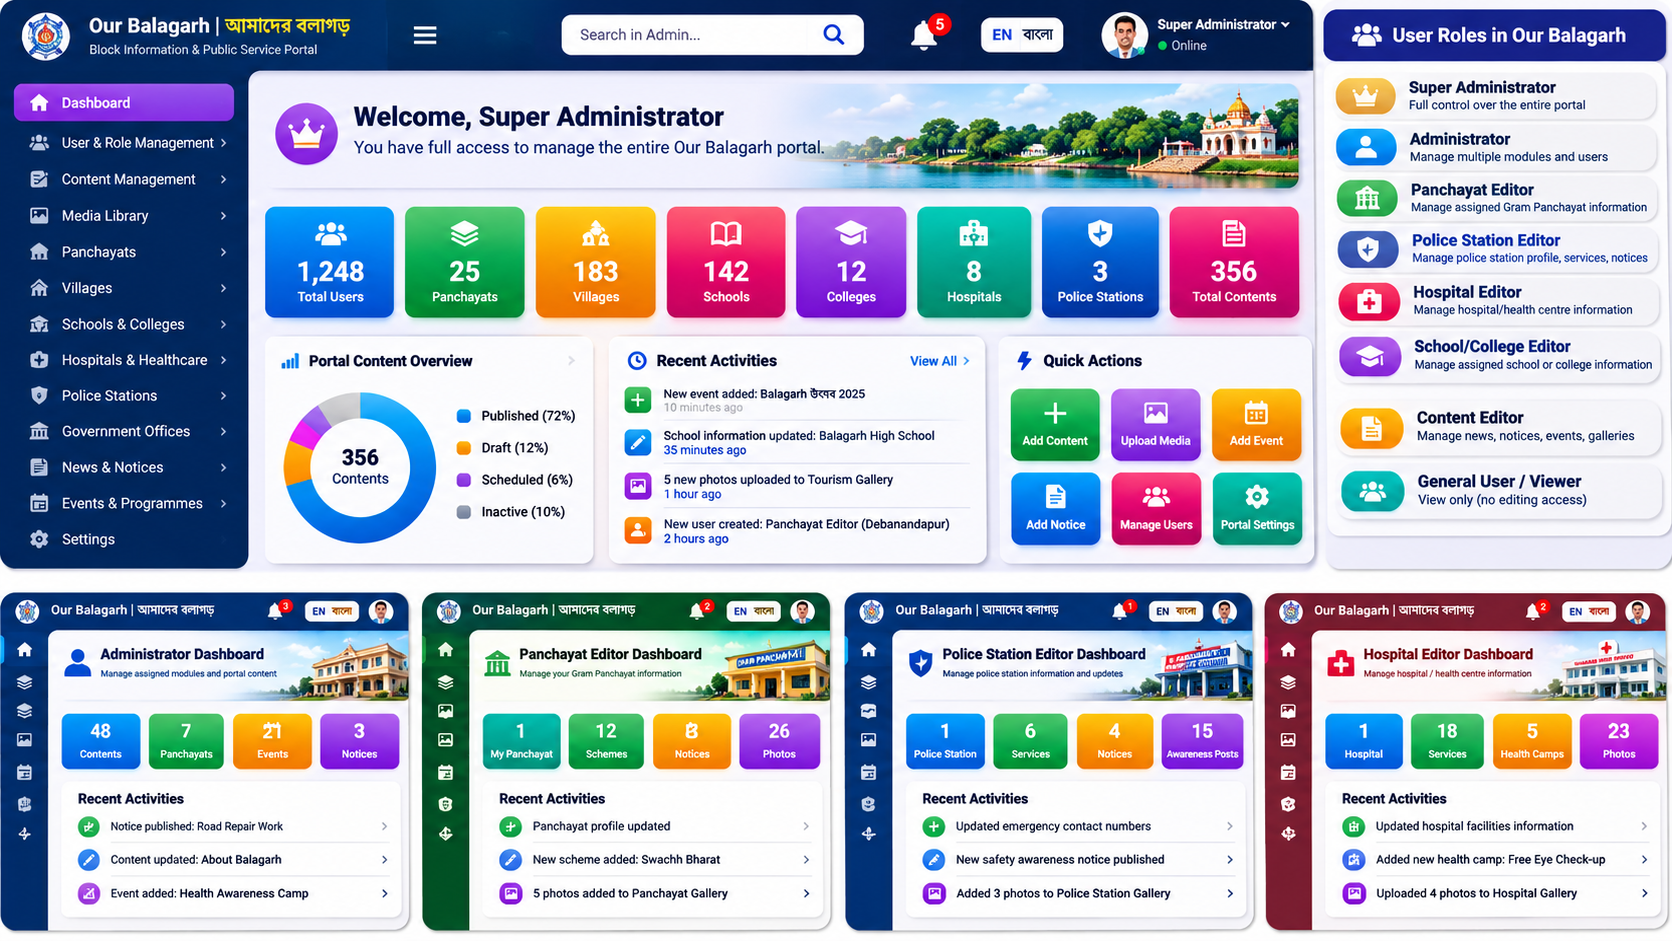 Our Balagarh | আমাদের বলাগড়
Block Information & Public Service Portal
Search in Admin...
5
EN বাংলা
Super Administrator
Online
Dashboard
User & Role Management
Content Management
Media Library
Panchayats
Villages
Schools & Colleges
Hospitals & Healthcare
Police Stations
Government Offices
News & Notices
Events & Programmes
Settings
Welcome, Super Administrator
You have full access to manage the entire Our Balagarh portal.
1,248
Total Users
25
Panchayats
183
Villages
142
Schools
12
Colleges
8
Hospitals
3
Police Stations
356
Total Contents
Portal Content Overview
356
Contents
Published (72%)
Draft (12%)
Scheduled (6%)
Inactive (10%)
Recent Activities
View All
New event added: Balagarh 2025
10 minutes ago
School information updated: Balagarh High School
35 minutes ago
5 new photos uploaded to Tourism Gallery
1 hour ago
New user created: Panchayat Editor (Debanandapur)
2 hours ago
Quick Actions
Add Content
Upload Media
Add Event
Add Notice
Manage Users
Portal Settings
User Roles in Our Balagarh
Super Administrator
Full control over the entire portal
Administrator
Manage multiple modules and users
Panchayat Editor
Manage assigned Gram Panchayat information
Police Station Editor
Manage police station profile, services, notices
Hospital Editor
Manage hospital/health centre information
School/College Editor
Manage assigned school or college information
Content Editor
Manage news, notices, events, galleries
General User / Viewer
View only (no editing access)
Our Balagarh | আমাদের বলাগড়
3
EN বাংলা
Administrator Dashboard
Manage assigned modules and portal content
48
Contents
7
Panchayats
Events
3
Notices
Recent Activities
Notice published: Road Repair Work
Content updated: About Balagarh
Event added: Health Awareness Camp
Our Balagarh | আমাদের বলাগড়
2
EN বাংলা
Panchayat Editor Dashboard
Manage your Gram Panchayat information
1
My Panchayat
12
Schemes
Notices
26
Photos
Recent Activities
Panchayat profile updated
New scheme added: Swachh Bharat
5 photos added to Panchayat Gallery
Our Balagarh | আমাদের বলাগড়
1
EN বাংলা
Police Station Editor Dashboard
Manage police station information and updates
1
Police Station
6
Services
4
Notices
15
Awareness Posts
Recent Activities
Updated emergency contact numbers
New safety awareness notice published
Added 3 photos to Police Station Gallery
Our Balagarh | আমাদের বলাগড়
2
EN বাংলা
Hospital Editor Dashboard
Manage hospital / health centre information
1
Hospital
18
Services
5
Health Camps
23
Photos
Recent Activities
Updated hospital facilities information
Added new health camp: Free Eye Check-up
Uploaded 4 photos to Hospital Gallery